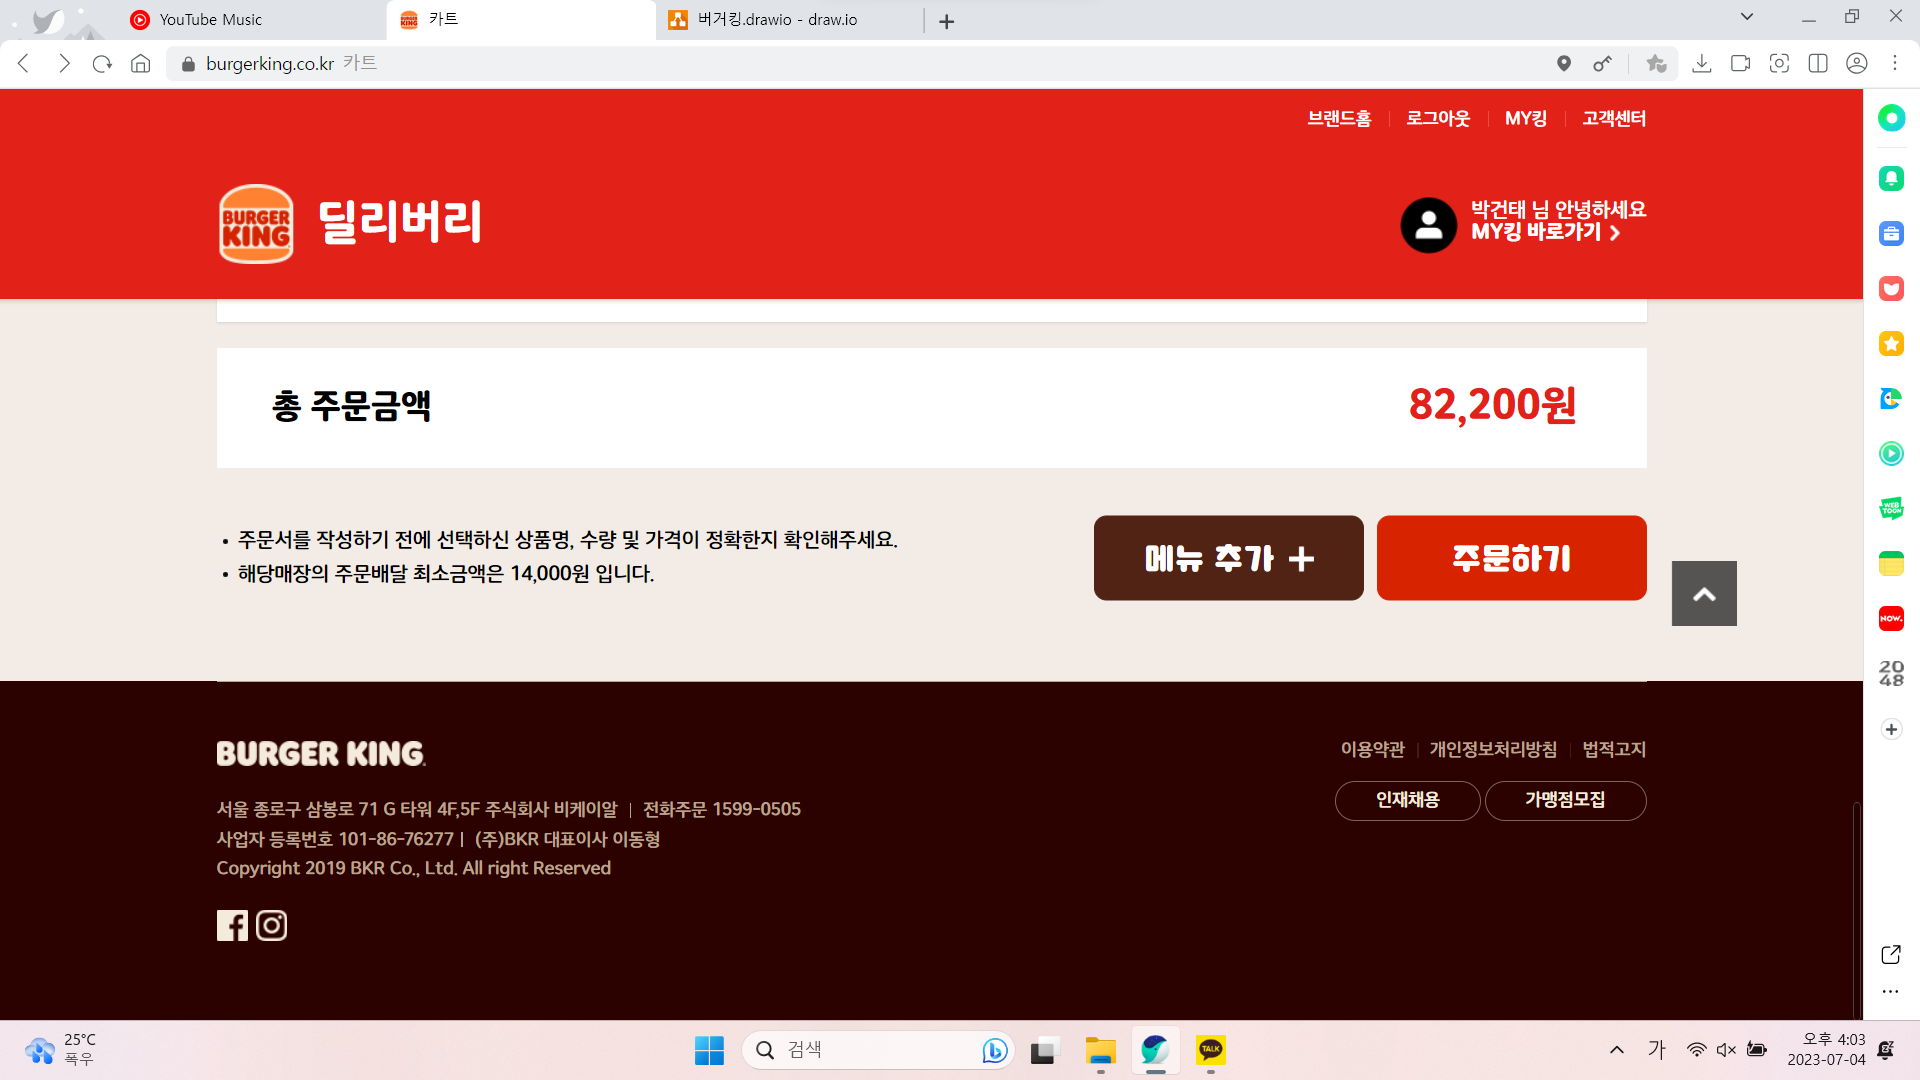 YouTube Music
카트
버거킹.drawio - draw.io
burgerking.co.kr 카트
브랜드홈 로그아웃 MY킹 고객센터
BURGER KING
딜리버리
박건태 님 안녕하세요
MY킹 바로가기
총 주문금액 82,200원
주문서를 작성하기 전에 선택하신 상품명, 수량 및 가격이 정확한지 확인해주세요.
해당매장의 주문배달 최소금액은 14,000원 입니다.
메뉴 추가 +
주문하기
WEB TOON
NOW.
2048
BURGER KING
이용약관 개인정보처리방침 법적고지
인재채용 가맹점모집
서울 종로구 삼봉로 71 G 타워 4F,5F 주식회사 비케이알 | 전화주문 1599-0505
사업자 등록번호 101-86-76277 | (주)BKR 대표이사 이동형
Copyright 2019 BKR Co., Ltd. All right Reserved
25°C
폭우
검색
TALK
가
오후 4:03
2023-07-04